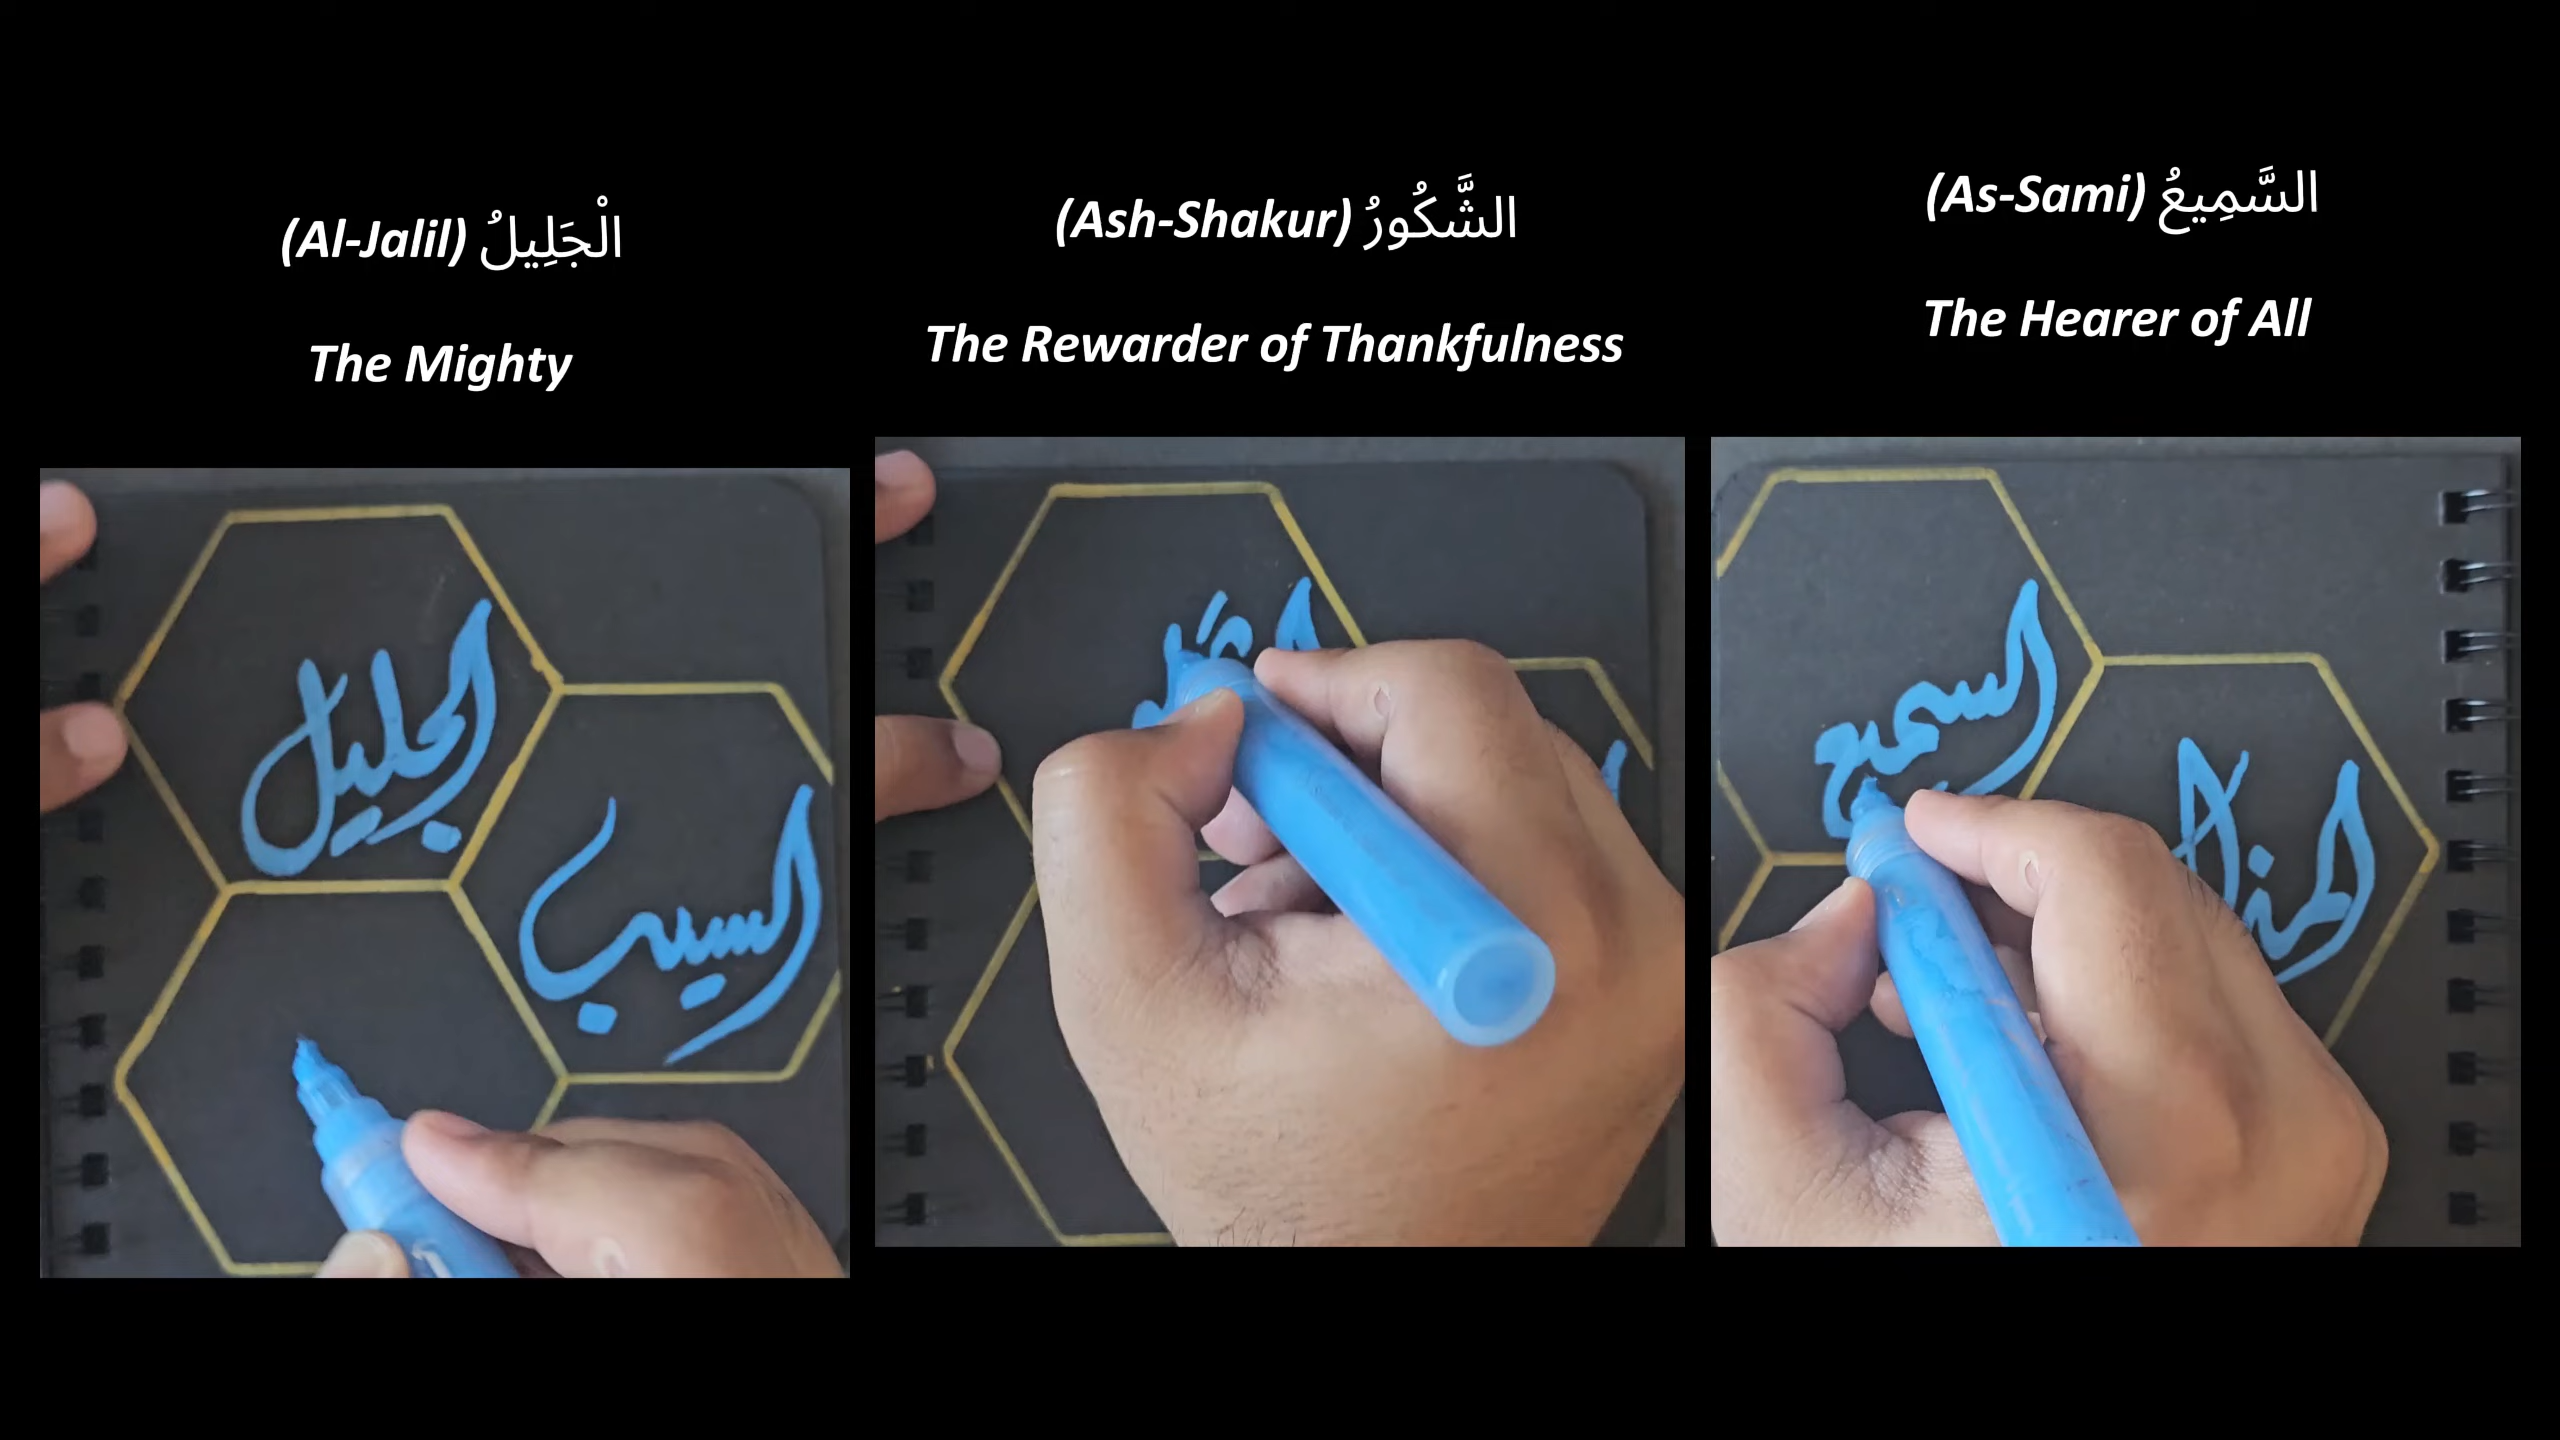 (Al-Jalil) الْجَلِيلُ
The Mighty
(Ash-Shakur) الشَّكُورُ
The Rewarder of Thankfulness
(As-Sami) السَّمِيعُ
The Hearer of All
الجليل
السميع